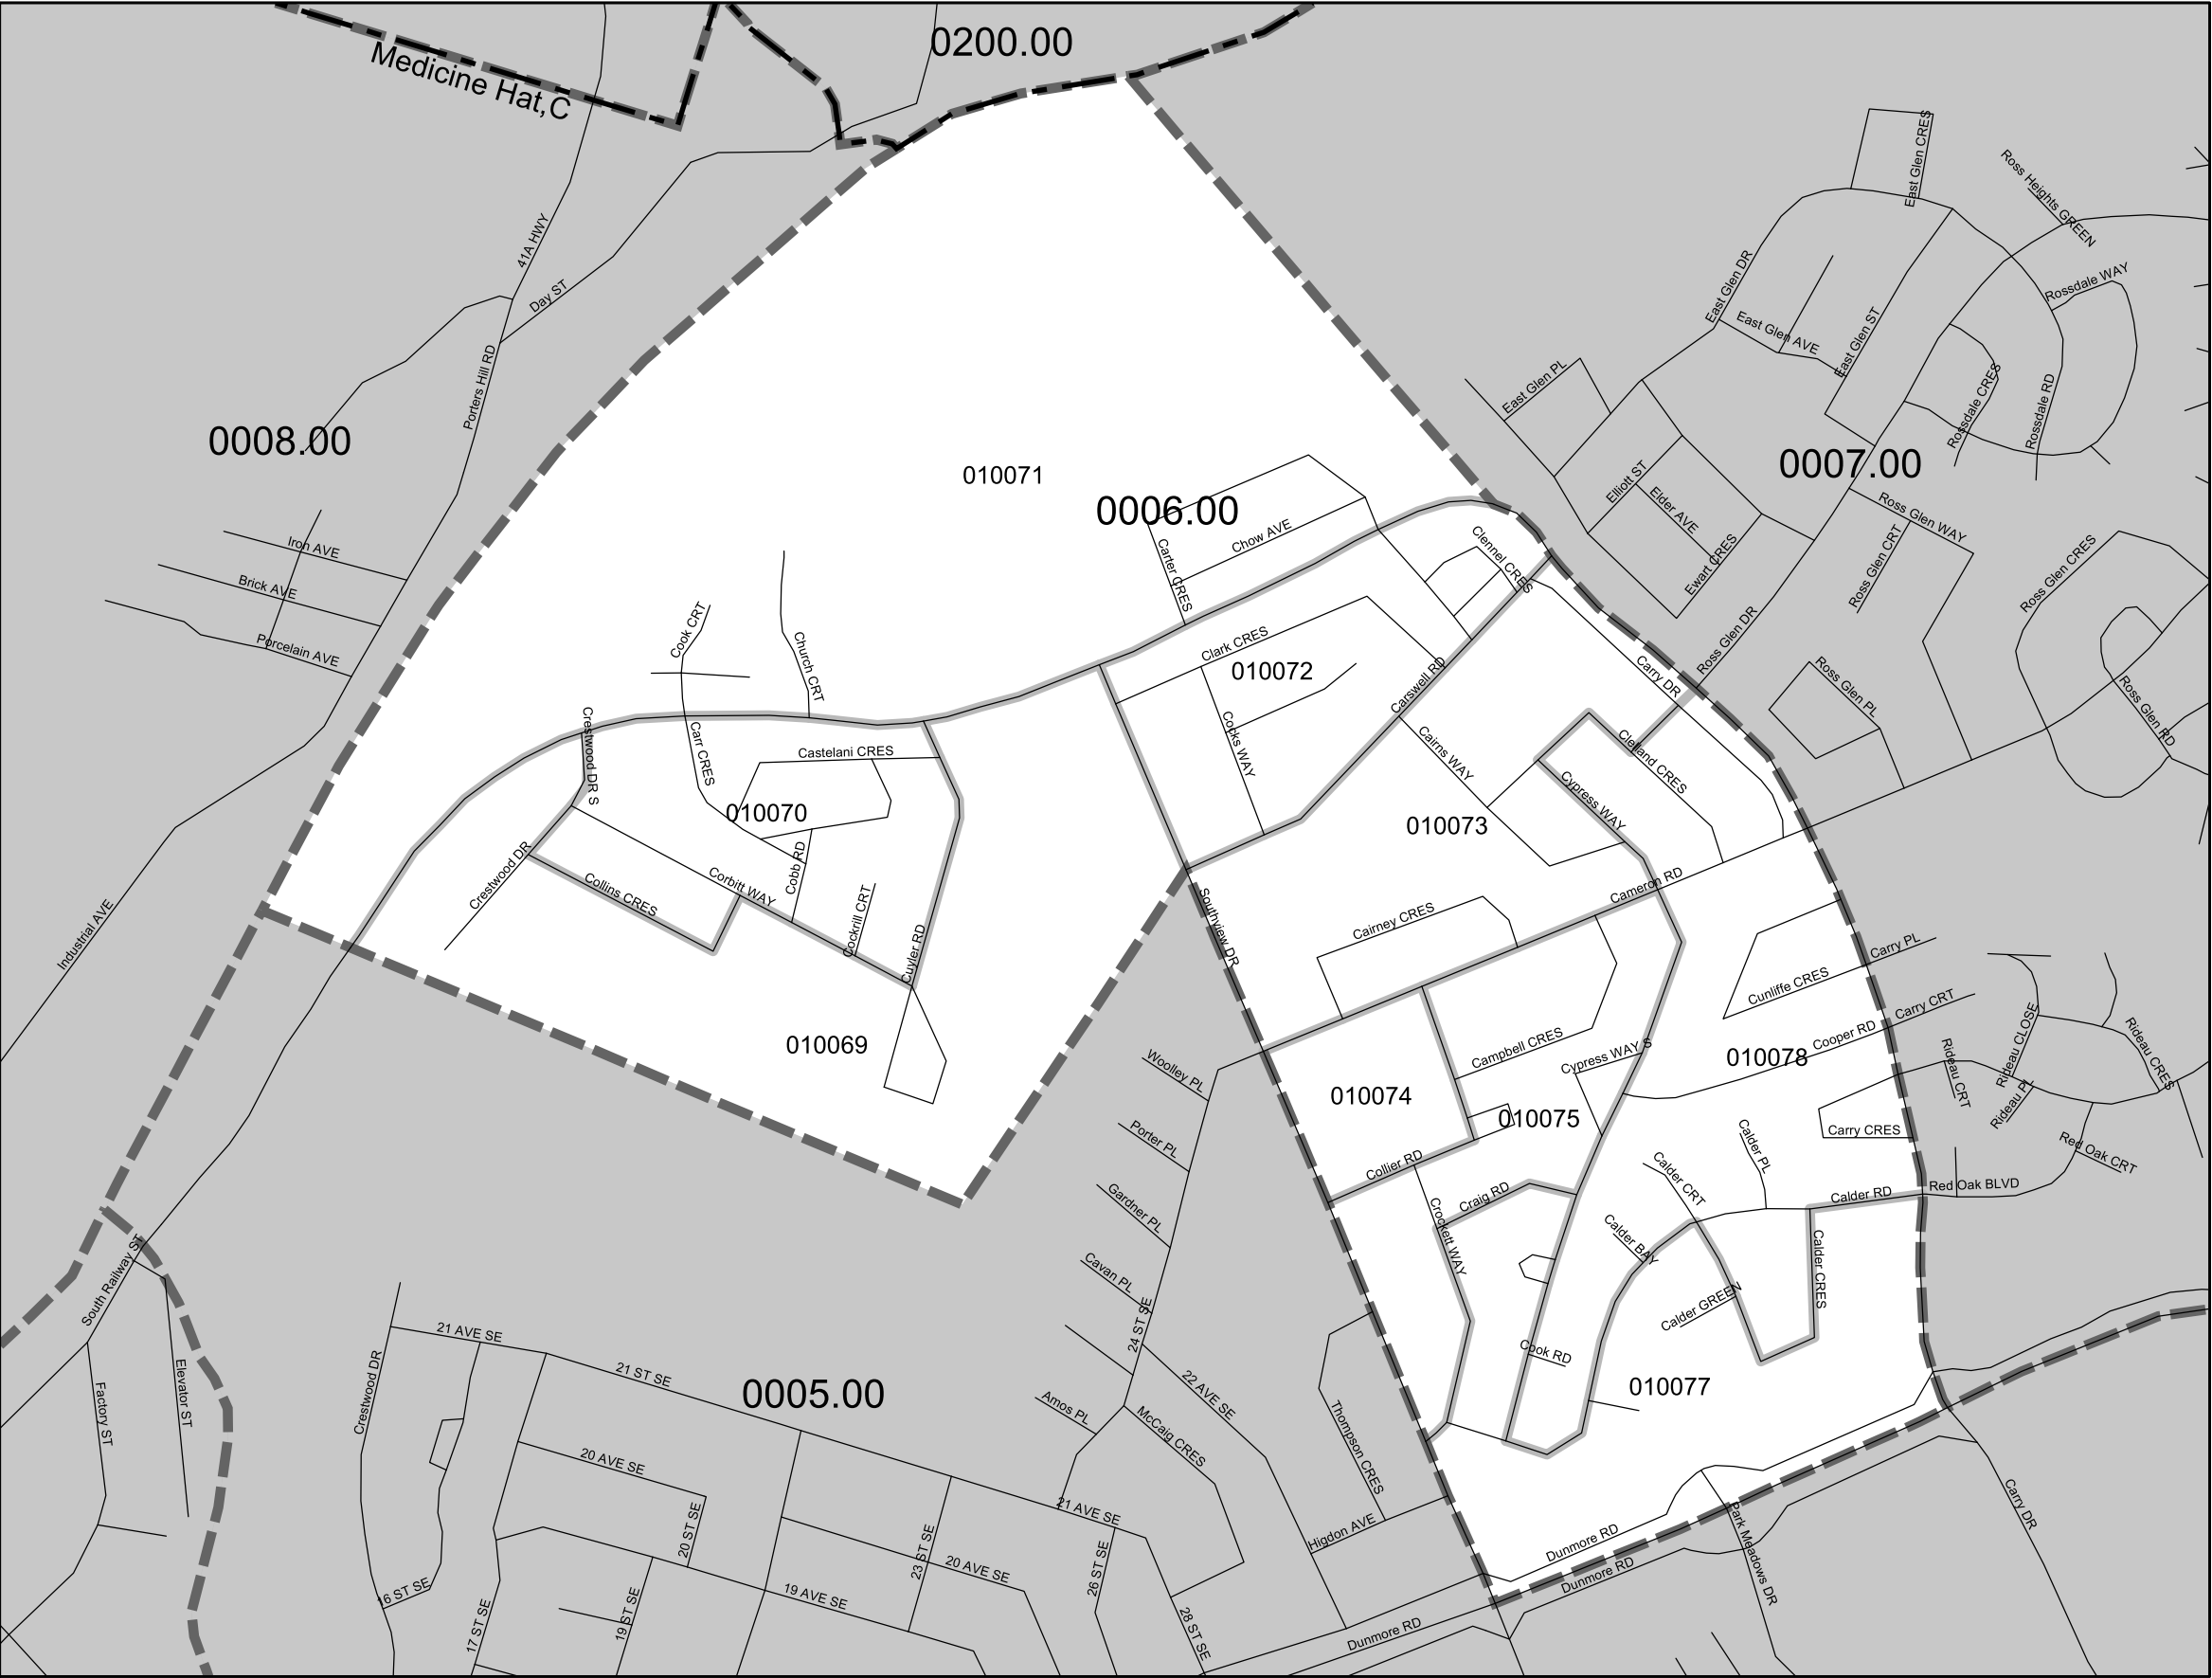 0200.00
Medicine Hat,C
East Glen CRES
Ross Heights GREEN
41A HWY
Day ST
East Glen DR
Rossdale WAY
East Glen AVE
East Glen ST
Porters Hill RD
East Glen PL
Rossdale CRES
Rossdale RD
0008.00
0007.00
010071
0006.00
Elliott ST
Elder AVE
Ross Glen WAY
Chow AVE
Clennel CRES
Iron AVE
Carter CRES
Ewart CRES
Ross Glen CRT
Ross Glen CRES
Brick AVE
Cook CRT
Church CRT
Porcelain AVE
Clark CRES
010072
Carry DR
Ross Glen DR
Carswell RD
Ross Glen PL
Ross Glen RD
Crestwood DR S
Carr CRES
Castelani CRES
Cocks WAY
Cairns WAY
Clelland CRES
Cypress WAY
010070
010073
Crestwood DR
Collins CRES
Corbitt WAY
Cobb RD
Cockrill CRT
Cuyler RD
Southview DR
Cairney CRES
Cameron RD
Industrial AVE
Carry PL
Cunliffe CRES
Carry CRT
Cooper RD
010069
Woolley PL
Campbell CRES
Cypress WAY S
010078
Rideau CLOSE
Rideau CRES
Rideau CRT
Rideau PL
010074
010075
Porter PL
Carry CRES
Calder PL
Red Oak CRT
Collier RD
Calder CRT
Craig RD
Calder RD
Red Oak BLVD
Gardner PL
Crockett WAY
Calder BAY
Calder CRES
South Railway ST
Cavan PL
Calder GREEN
24 ST SE
21 AVE SE
Cook RD
Elevator ST
Factory ST
Crestwood DR
21 ST SE
0005.00
22 AVE SE
010077
Amos PL
McCaig CRES
Thompson CRES
20 AVE SE
21 AVE SE
Carry DR
20 ST SE
23 ST SE
Higdon AVE
Dunmore RD
Park Meadows DR
20 AVE SE
26 ST SE
Dunmore RD
16 ST SE
19 AVE SE
19 ST SE
17 ST SE
28 ST SE
Dunmore RD